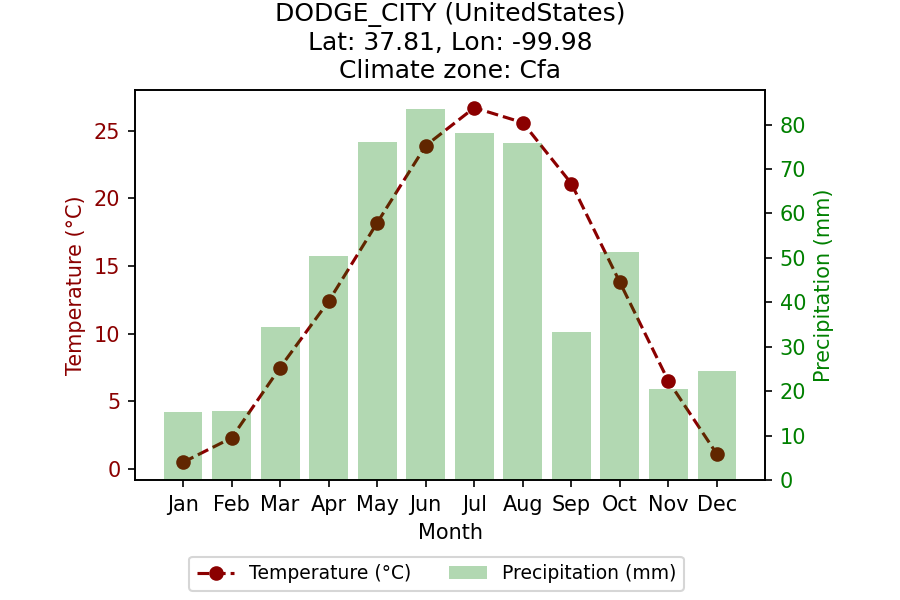 DODGE_CITY (UnitedStates)
Lat: 37.81, Lon: -99.98
Climate zone: Cfa
Temperature (°C)
25
20
15
10
5
0
80
70
60
50
40
30
20
10
0
Precipitation (mm)
Jan Feb Mar Apr May Jun Jul Aug Sep Oct Nov Dec
Month
Temperature (°C) Precipitation (mm)